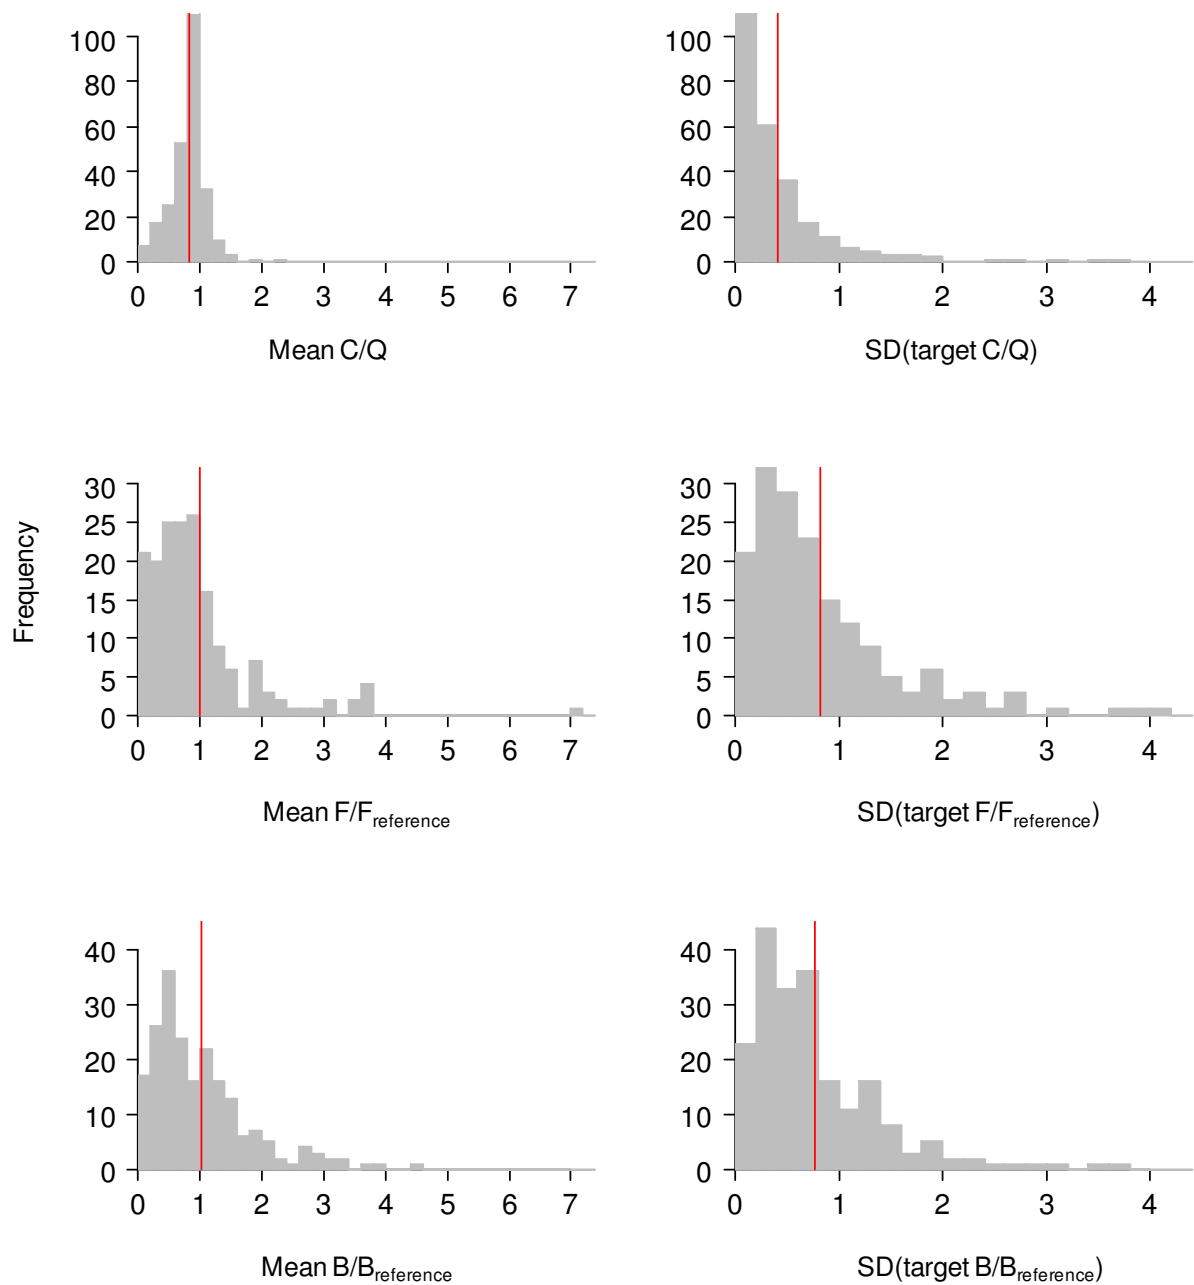 100
80
60
40
20
0
0 1 2 3 4 5 6 7
Mean C/Q
100
80
60
40
20
0
0 1 2 3 4
SD(target C/Q)
Frequency
30
25
20
15
10
5
0
0 1 2 3 4 5 6 7
Mean F/Freference
30
25
20
15
10
5
0
0 1 2 3 4
SD(target F/Freference)
40
30
20
10
0
0 1 2 3 4 5 6 7
Mean B/Breference
40
30
20
10
0
0 1 2 3 4
SD(target B/Breference)